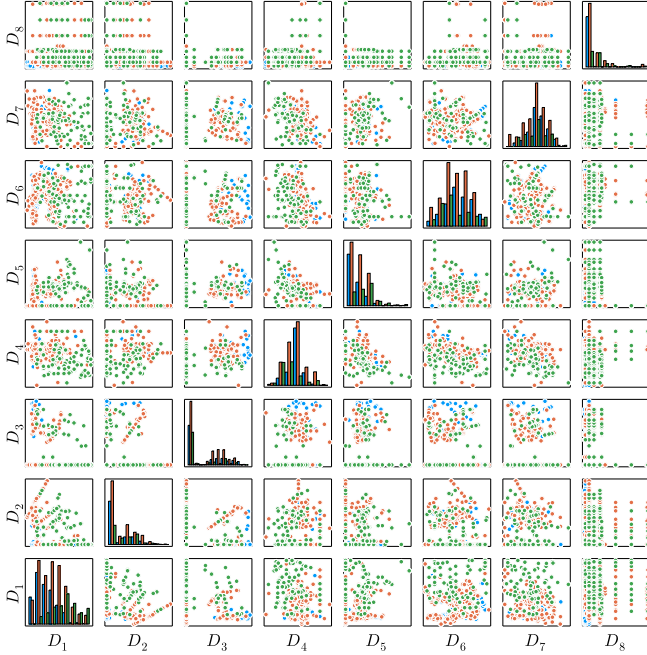 D₈
D₇
D₆
D₅
D₄
D₃
D₂
D₁
D₁ D₂ D₃ D₄ D₅ D₆ D₇ D₈